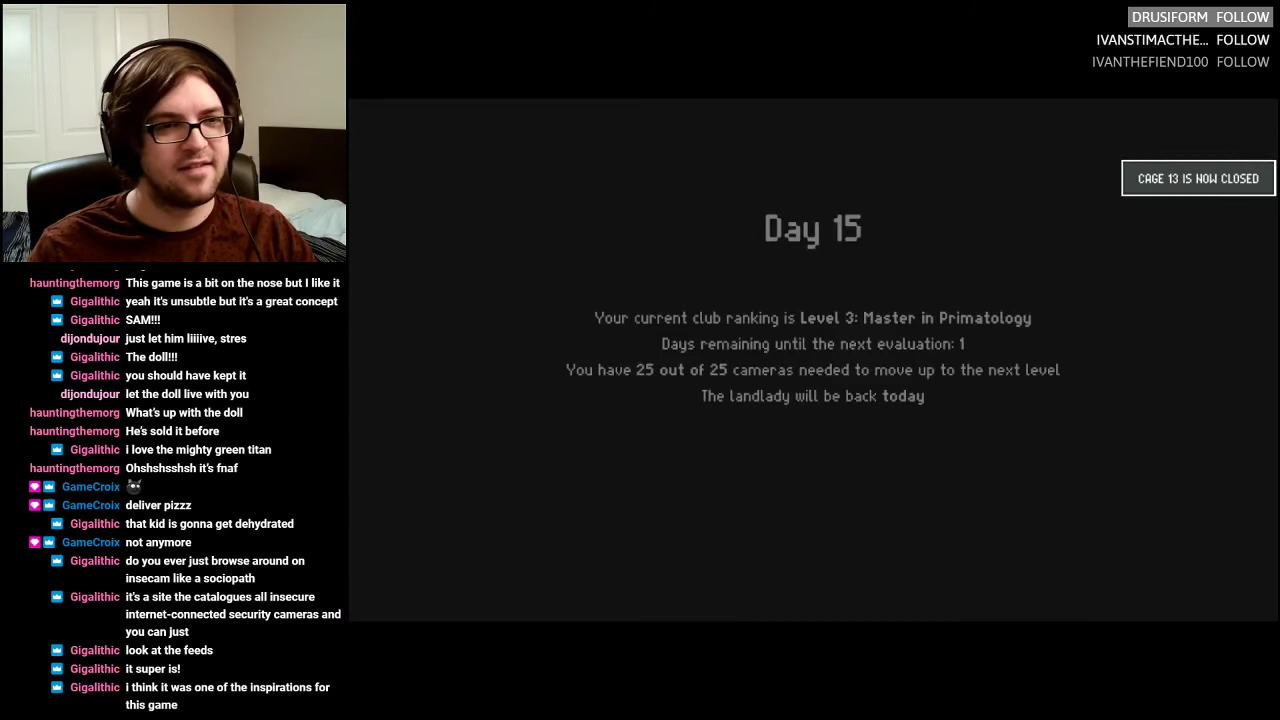 DRUSIFORM FOLLOW
IVANSTIMACTHE... FOLLOW
IVANTHEFIEND100 FOLLOW
CAGE 13 IS NOW CLOSED
Day 15
Your current club ranking is Level 3: Master in Primatology
Days remaining until the next evaluation: 1
You have 25 out of 25 cameras needed to move up to the next level
The landlady will be back today
hauntingthemorg This game is a bit on the nose but I like it
Gigalithic yeah it's unsubtle but it's a great concept
Gigalithic SAM!!!
dijondujour just let him liiiive, stres
Gigalithic The doll!!!
Gigalithic you should have kept it
dijondujour let the doll live with you
hauntingthemorg What's up with the doll
hauntingthemorg He's sold it before
Gigalithic i love the mighty green titan
hauntingthemorg Ohshshsshsh it's fnaf
GameCroix
GameCroix deliver pizzz
Gigalithic that kid is gonna get dehydrated
GameCroix not anymore
Gigalithic do you ever just browse around on
insecam like a sociopath
Gigalithic it's a site the catalogues all insecure
internet-connected security cameras and
you can just
Gigalithic look at the feeds
Gigalithic it super is!
Gigalithic i think it was one of the inspirations for
this game